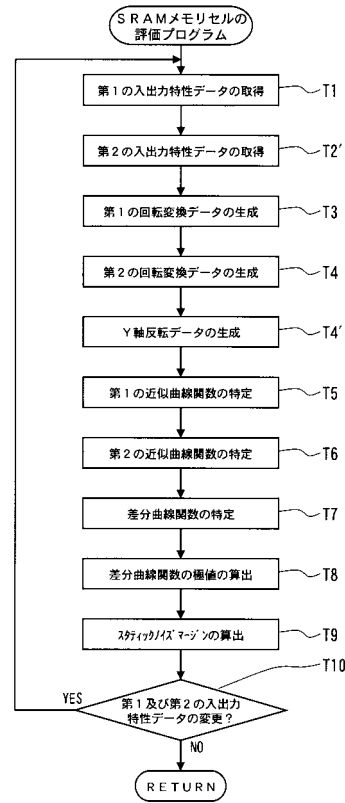 SRAMメモリセルの
評価プログラム
第1の入出力特性データの取得
T1
第2の入出力特性データの取得
T2'
第1の回転変換データの生成
T3
第2の回転変換データの生成
T4
Y軸反転データの生成
T4'
第1の近似曲線関数の特定
T5
第2の近似曲線関数の特定
T6
差分曲線関数の特定
T7
差分曲線関数の極値の算出
T8
スタティックノイズマージンの算出
T9
T10
YES
第1及び第2の入出力
特性データの変更?
NO
RETURN